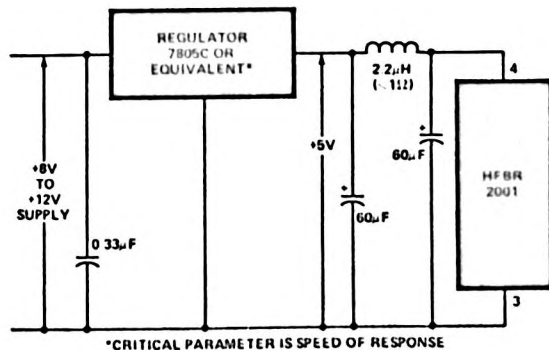 REGULATOR
7805C OR
EQUIVALENT*
2.2µH
(<1Ω)
4
+8V
TO
+12V
SUPPLY
+5V
+
60µF
HFBR
2001
0.33µF
+
60µF
3
*CRITICAL PARAMETER IS SPEED OF RESPONSE